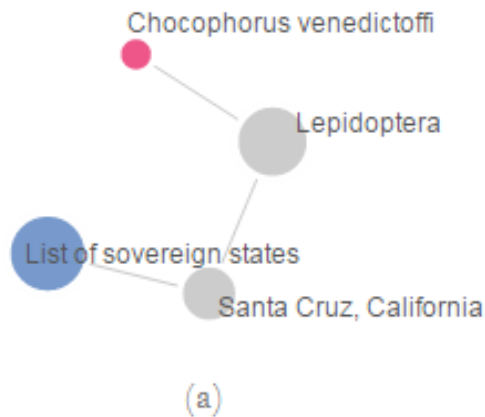 Chocophorus venedictoffi
Lepidoptera
List of sovereign states
Santa Cruz, California
(a)